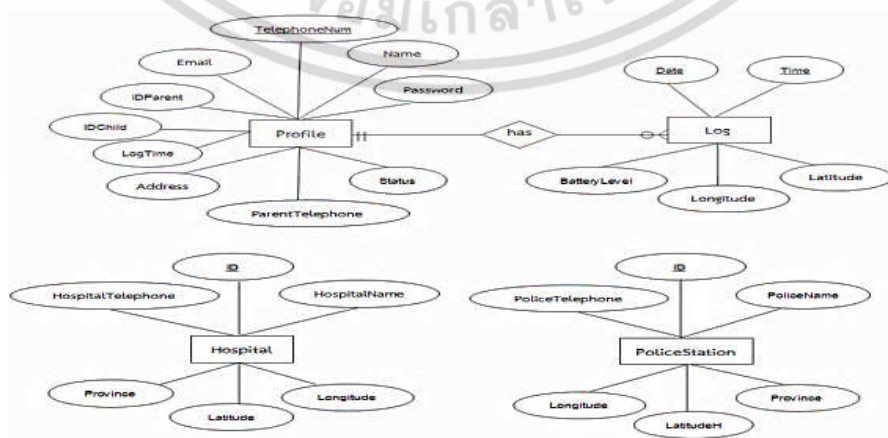 TelephoneNum
Name
Email
Password
IDParent
IDChild
Profile
has
Log
Date
Time
LogTime
Address
Status
ParentTelephone
BatteryLevel
Latitude
Longitude
ID
HospitalTelephone
HospitalName
Hospital
Province
Longitude
Latitude
ID
PoliceTelephone
PoliceName
PoliceStation
Longitude
Province
LatitudeH